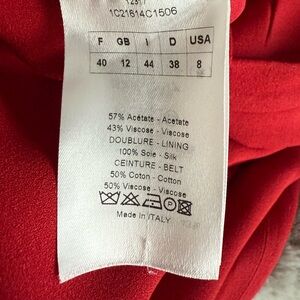 1C21814C1506
F GB I D USA
40 12 44 38 8
57% Acétate - Acetate
43% Viscose - Viscose
DOUBLURE - LINING
100% Soie - Silk
CEINTURE - BELT
50% Coton - Cotton
50% Viscose - Viscose
Made in ITALY